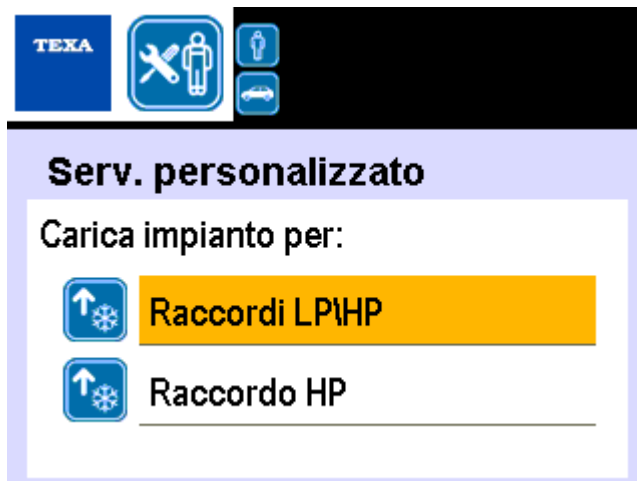 TEXA
Serv. personalizzato
Carica impianto per:
Raccordi LP\HP
Raccordo HP